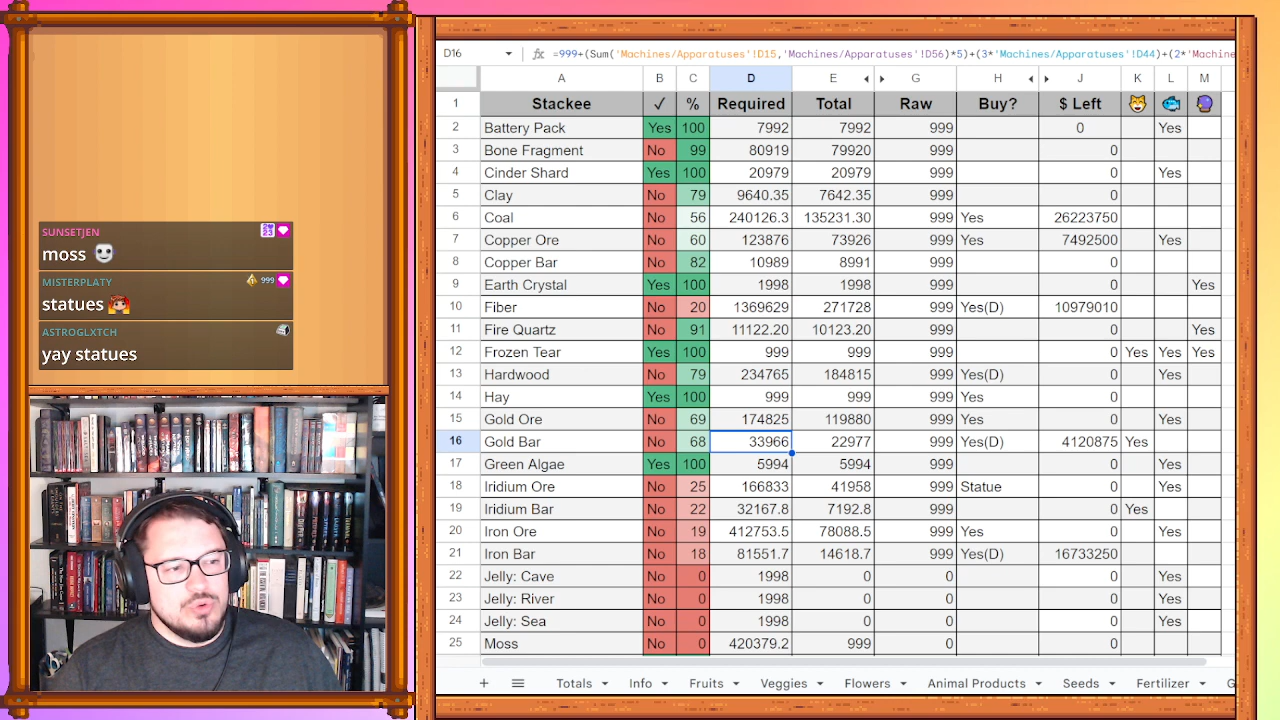 SUNSETJEN
moss
MISTERPLATY 999
statues
ASTROGLXTCH
yay statues
D16 fx =999+(Sum('Machines/Apparatuses'!D15,'Machines/Apparatuses'!D56)*5)+(3*'Machines/Apparatuses'!D44)+(2*'Machine
A B C D E G H J K L M
1 Stackee ✓ % Required Total Raw Buy? $ Left
2 Battery Pack Yes 100 7992 7992 999 0 Yes
3 Bone Fragment No 99 80919 79920 999 0
4 Cinder Shard Yes 100 20979 20979 999 0 Yes
5 Clay No 79 9640.35 7642.35 999 0
6 Coal No 56 240126.3 135231.30 999 Yes 26223750
7 Copper Ore No 60 123876 73926 999 Yes 7492500 Yes
8 Copper Bar No 82 10989 8991 999 0
9 Earth Crystal Yes 100 1998 1998 999 0 Yes
10 Fiber No 20 1369629 271728 999 Yes(D) 10979010
11 Fire Quartz No 91 11122.20 10123.20 999 0 Yes
12 Frozen Tear Yes 100 999 999 999 0 Yes Yes Yes
13 Hardwood No 79 234765 184815 999 Yes(D) 0 Yes
14 Hay Yes 100 999 999 999 Yes 0
15 Gold Ore No 69 174825 119880 999 Yes 0 Yes
16 Gold Bar No 68 33966 22977 999 Yes(D) 4120875 Yes
17 Green Algae Yes 100 5994 5994 999 0 Yes
18 Iridium Ore No 25 166833 41958 999 Statue 0 Yes
19 Iridium Bar No 22 32167.8 7192.8 999 0 Yes
20 Iron Ore No 19 412753.5 78088.5 999 Yes 0 Yes
21 Iron Bar No 18 81551.7 14618.7 999 Yes(D) 16733250
22 Jelly: Cave No 0 1998 0 0 0 Yes
23 Jelly: River No 0 1998 0 0 0 Yes
24 Jelly: Sea No 0 1998 0 0 0 Yes
25 Moss No 0 420379.2 999 0 0
+ Totals Info Fruits Veggies Flowers Animal Products Seeds Fertilizer